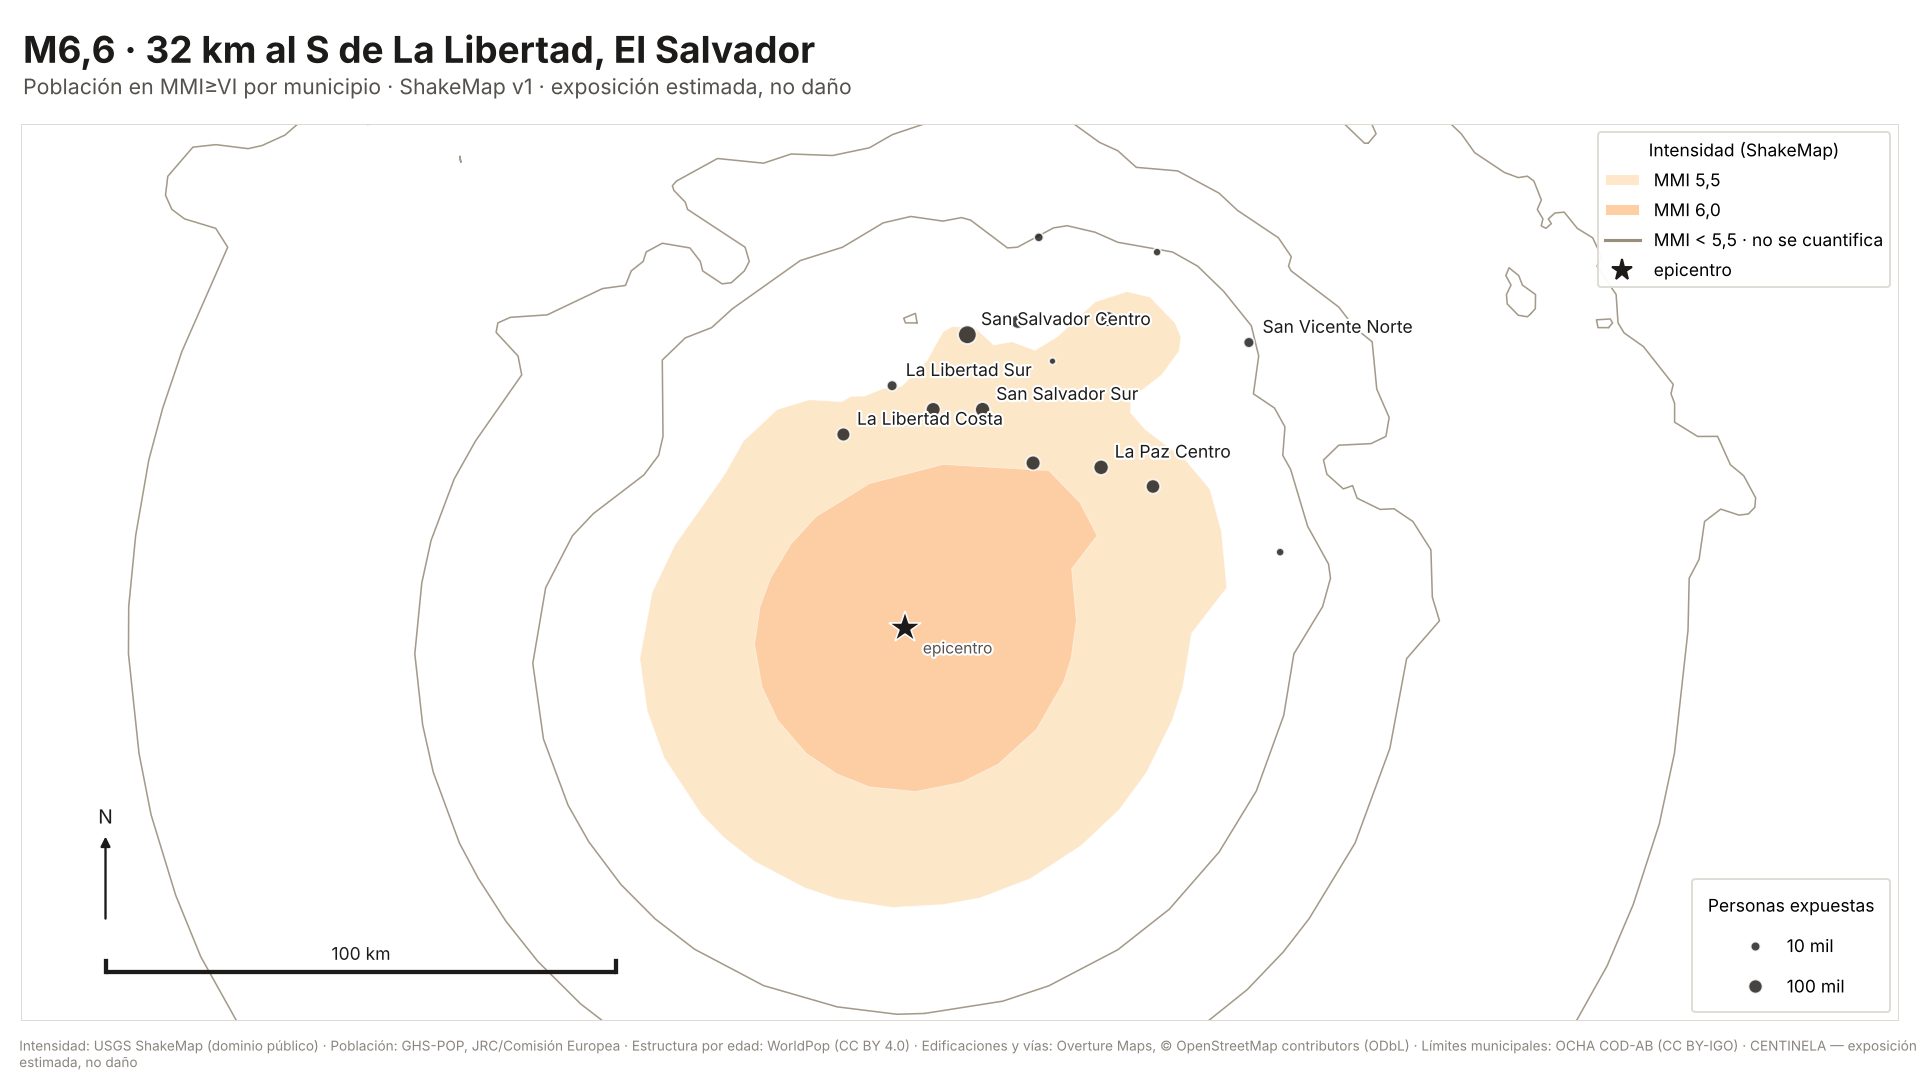 M6,6 · 32 km al S de La Libertad, El Salvador
Población en MMI≥VI por municipio · ShakeMap v1 · exposición estimada, no daño
Intensidad (ShakeMap)
MMI 5,5
MMI 6,0
MMI < 5,5 · no se cuantifica
epicentro
San Salvador Centro
San Vicente Norte
La Libertad Sur
San Salvador Sur
La Libertad Costa
La Paz Centro
epicentro
N
100 km
Personas expuestas
10 mil
100 mil
Intensidad: USGS ShakeMap (dominio público) · Población: GHS-POP, JRC/Comisión Europea · Estructura por edad: WorldPop (CC BY 4.0) · Edificaciones y vías: Overture Maps, © OpenStreetMap contributors (ODbL) · Límites municipales: OCHA COD-AB (CC BY-IGO) · CENTINELA — exposición
estimada, no daño